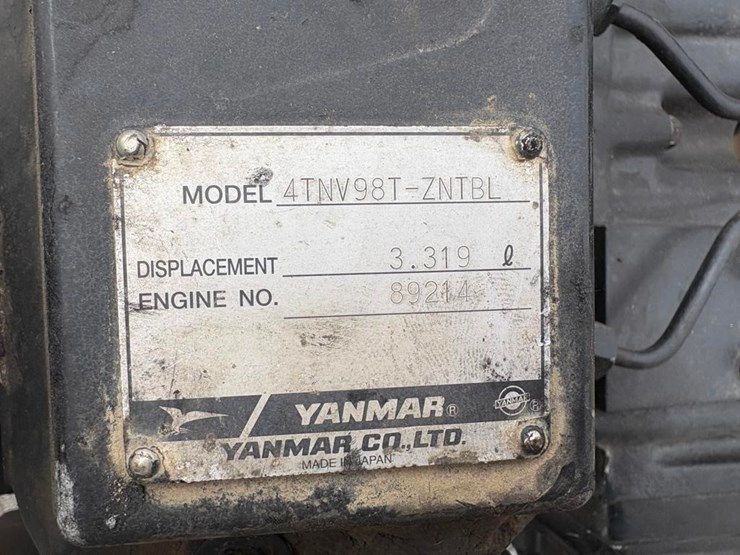 MODEL 4TNV98T-ZNTBL
DISPLACEMENT 3.319 ℓ
ENGINE NO. 89214
YANMAR® YANMAR ®
YANMAR CO.,LTD.
MADE IN JAPAN